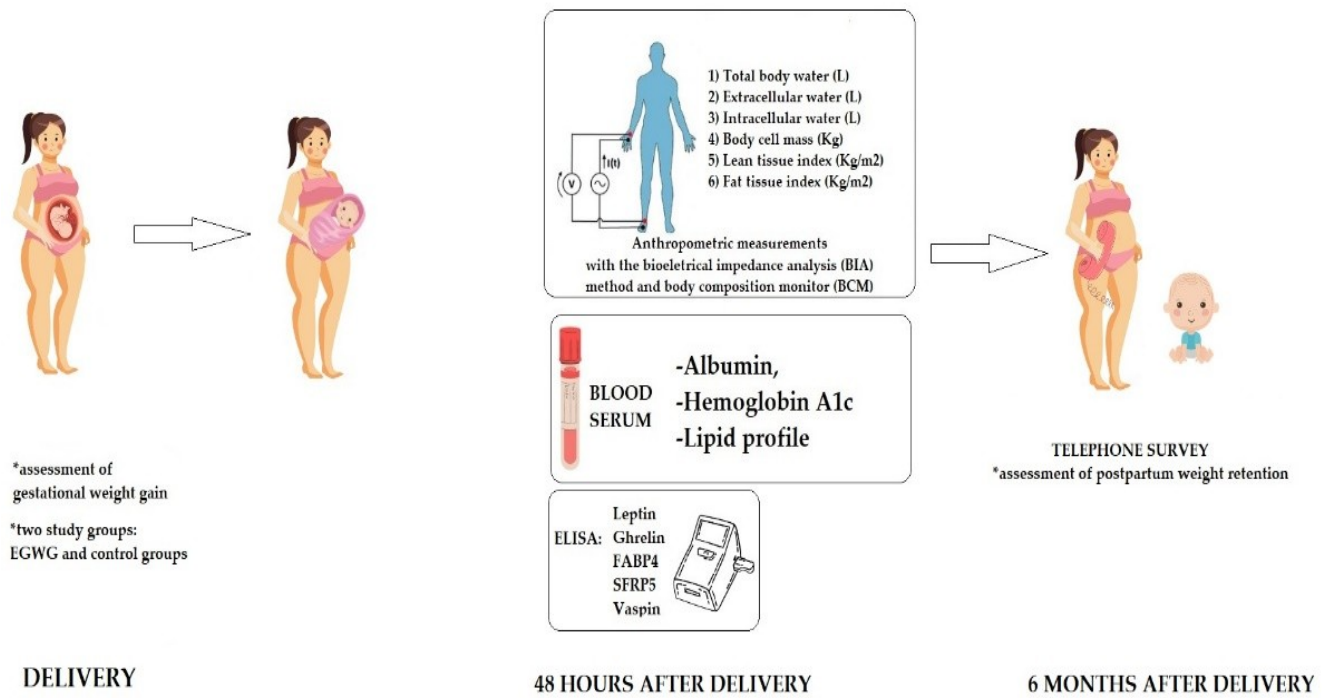 *assessment of
gestational weight gain
*two study groups:
EGWG and control groups
DELIVERY
1) Total body water (L)
2) Extracellular water (L)
3) Intracellular water (L)
4) Body cell mass (Kg)
5) Lean tissue index (Kg/m2)
6) Fat tissue index (Kg/m2)
V
I(t)
Anthropometric measurements
with the bioeletrical impedance analysis (BIA)
method and body composition monitor (BCM)
BLOOD
SERUM
-Albumin,
-Hemoglobin A1c
-Lipid profile
ELISA:
Leptin
Ghrelin
FABP4
SFRP5
Vaspin
48 HOURS AFTER DELIVERY
TELEPHONE SURVEY
*assessment of postpartum weight retention
6 MONTHS AFTER DELIVERY